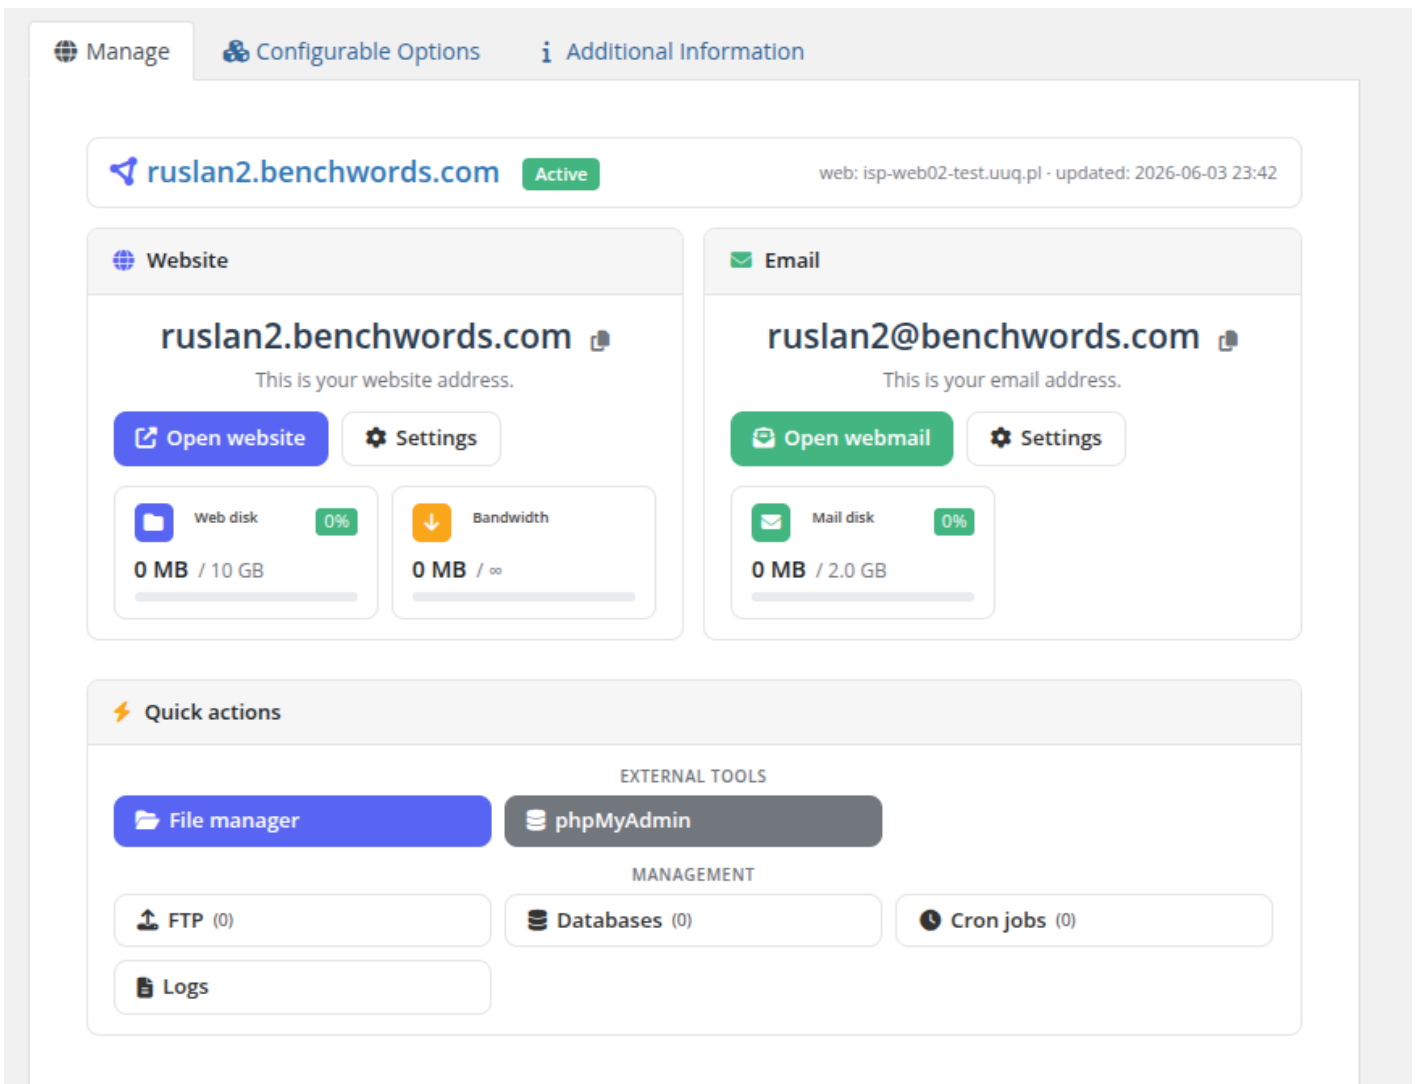 Manage Configurable Options Additional Information
ruslan2.benchwords.com Active web: isp-web02-test.uuq.pl · updated: 2026-06-03 23:42
Website
ruslan2.benchwords.com
This is your website address.
Open website Settings
Web disk 0%
0 MB / 10 GB
Bandwidth
0 MB / ∞
Email
ruslan2@benchwords.com
This is your email address.
Open webmail Settings
Mail disk 0%
0 MB / 2.0 GB
Quick actions
EXTERNAL TOOLS
File manager phpMyAdmin
MANAGEMENT
FTP (0) Databases (0) Cron jobs (0)
Logs